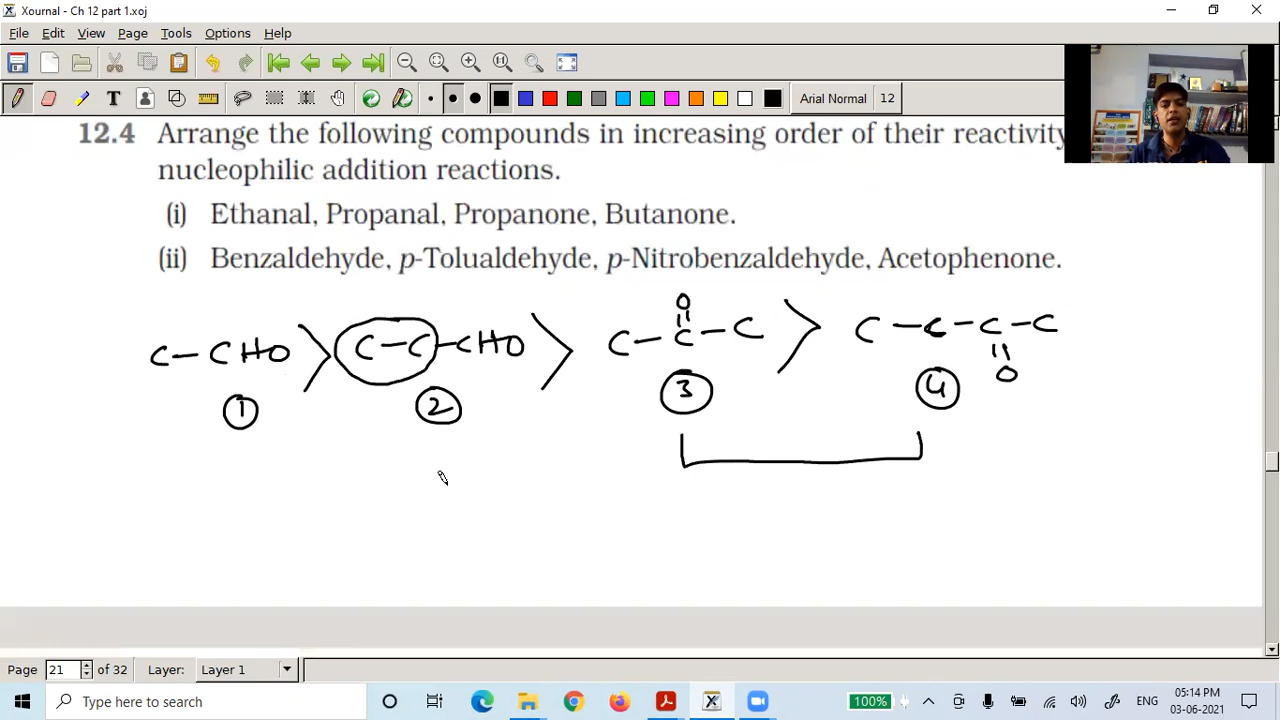 Xournal - Ch 12 part 1.xoj
File Edit View Page Tools Options Help
Arial Normal 12
12.4 Arrange the following compounds in increasing order of their reactivity
nucleophilic addition reactions.
(i) Ethanal, Propanal, Propanone, Butanone.
(ii) Benzaldehyde, p-Tolualdehyde, p-Nitrobenzaldehyde, Acetophenone.
O
C - CHO > C - C - CHO > C - C - C > C - C - C - C
O
1 2 3 4
Page 21 of 32 Layer: Layer 1
Type here to search
100%
05:14 PM
03-06-2021